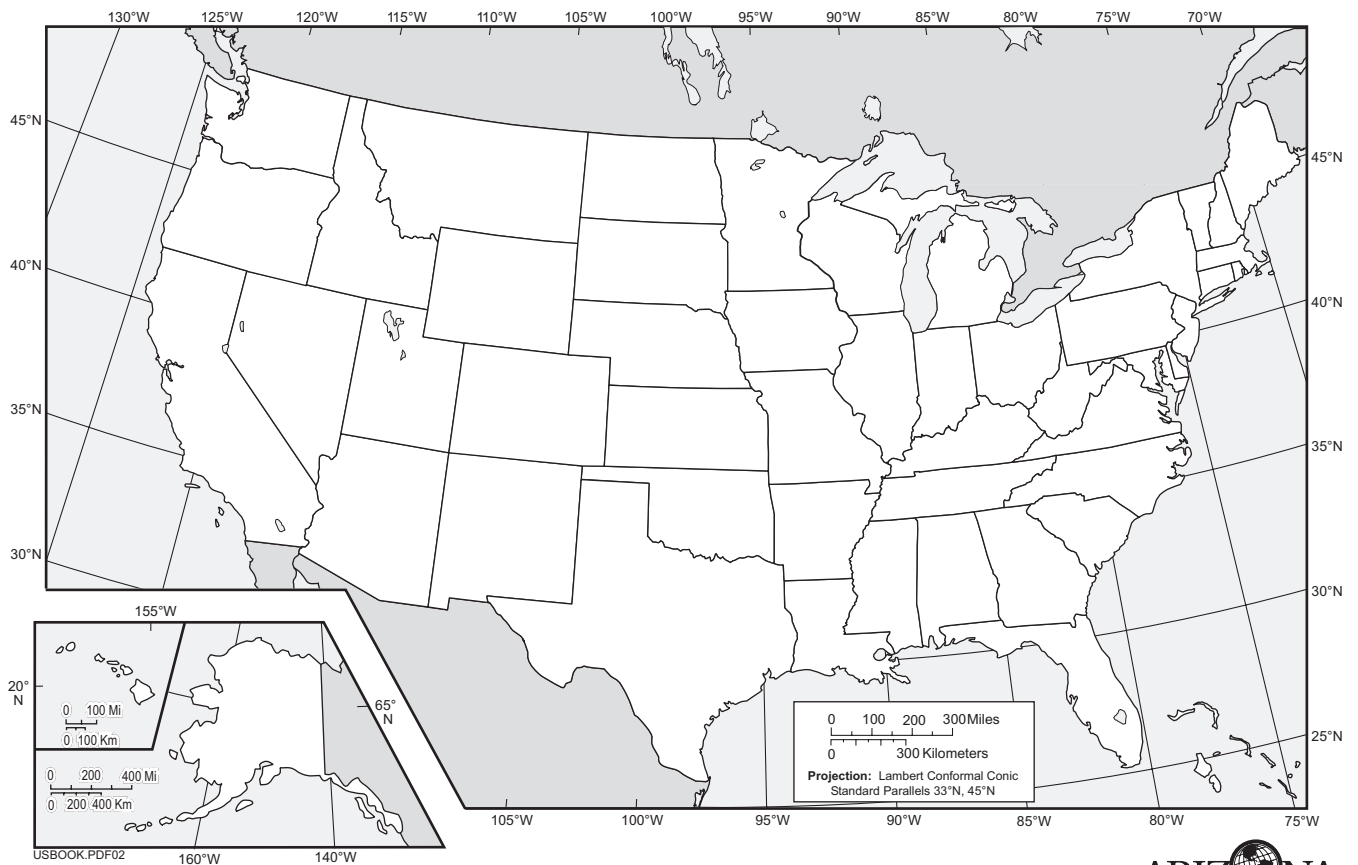 130°W 125°W 120°W 115°W 110°W 105°W 100°W 95°W 90°W 85°W 80°W 75°W 70°W
45°N
40°N
35°N
30°N
45°N
40°N
35°N
30°N
25°N
155°W
20°
N
0 100 Mi
0 100 Km
65°
N
0 200 400 Mi
0 200 400 Km
160°W 140°W
USBOOK.PDF02
0 100 200 300 Miles
0 300 Kilometers
Projection: Lambert Conformal Conic
Standard Parallels 33°N, 45°N
105°W 100°W 95°W 90°W 85°W 80°W 75°W